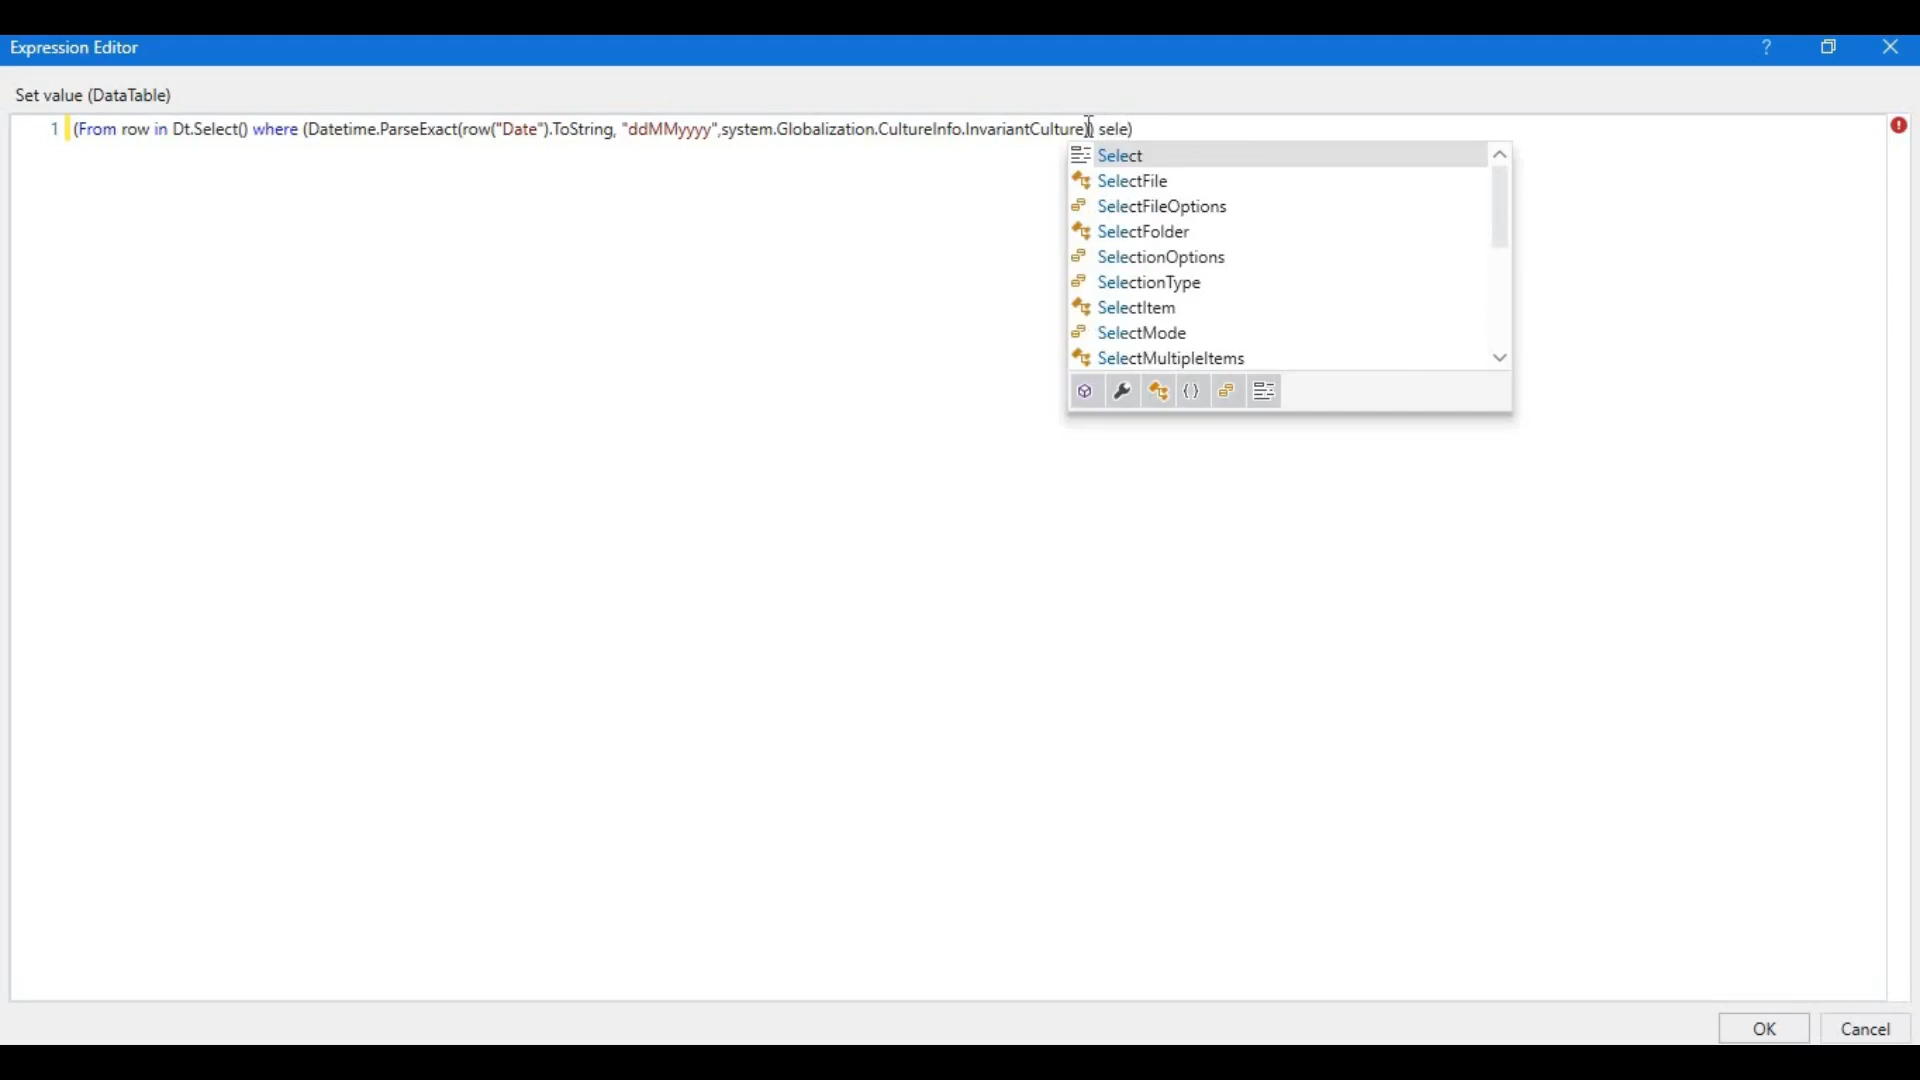 Expression Editor
?
Set value (DataTable)
1 (From row in Dt.Select() where (Datetime.ParseExact(row("Date").ToString, "ddMMyyyy",system.Globalization.CultureInfo.InvariantCulture)) sele)
Select
SelectFile
SelectFileOptions
SelectFolder
SelectionOptions
SelectionType
SelectItem
SelectMode
SelectMultipleItems
OK Cancel